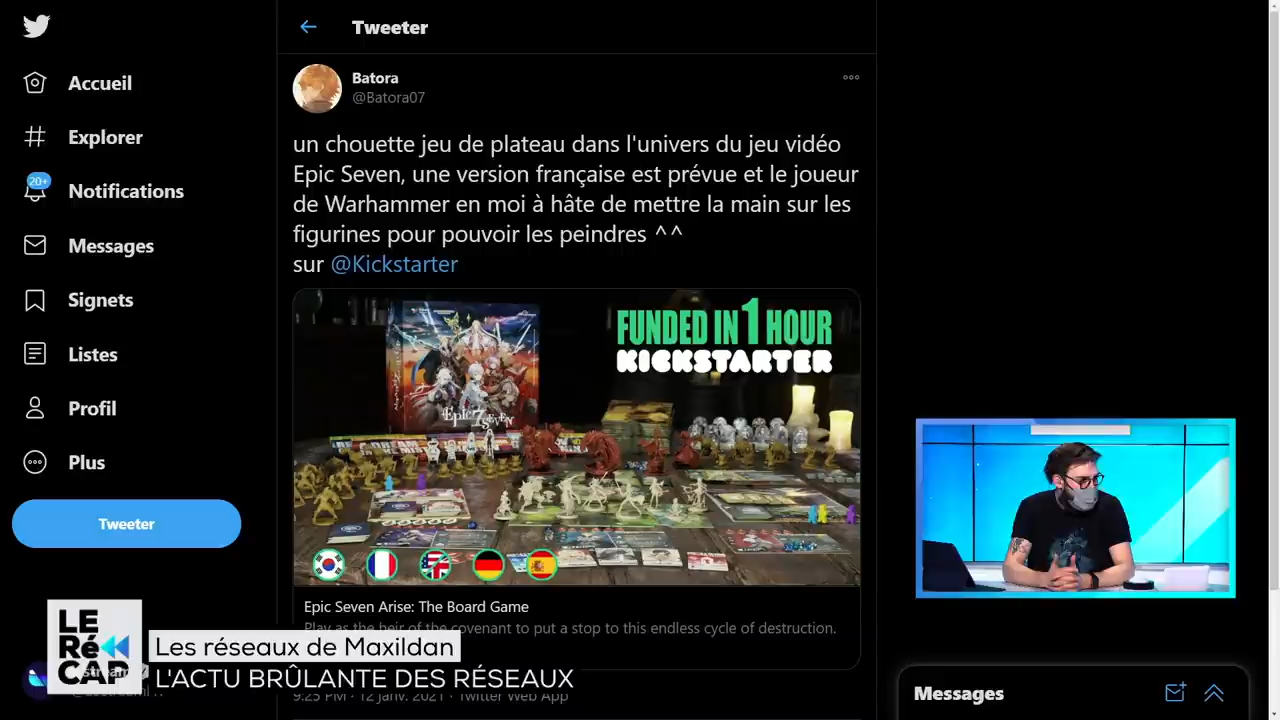 Tweeter
Accueil
Explorer
20+
Notifications
Messages
Signets
Listes
Profil
Plus
Tweeter
Batora
@Batora07
un chouette jeu de plateau dans l'univers du jeu vidéo
Epic Seven, une version française est prévue et le joueur
de Warhammer en moi à hâte de mettre la main sur les
figurines pour pouvoir les peindres ^^
sur @Kickstarter
FUNDED IN 1 HOUR
KICKSTARTER
Epic 7 SEVEN
Epic Seven Arise: The Board Game
Play as the heir of the covenant to put a stop to this endless cycle of destruction.
9:25 PM · 12 janv. 2021 · Twitter Web App
LE
Ré
CAP
Les réseaux de Maxildan
L'ACTU BRÛLANTE DES RÉSEAUX
Messages